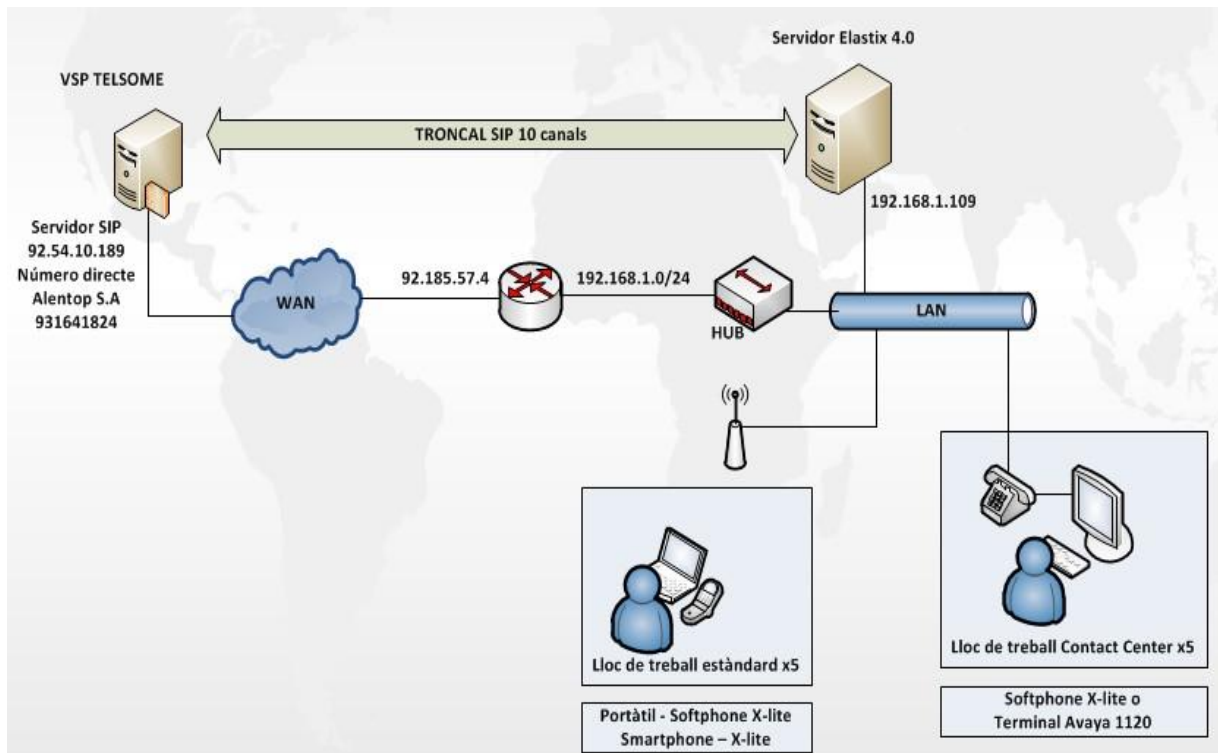 Servidor Elastix 4.0
VSP TELSOME
TRONCAL SIP 10 canals
192.168.1.109
Servidor SIP
92.54.10.189
Número directe
Alentop S.A
931641824
WAN
92.185.57.4
192.168.1.0/24
HUB
LAN
Lloc de treball estàndard x5
Portàtil - Softphone X-lite
Smartphone – X-lite
Lloc de treball Contact Center x5
Softphone X-lite o
Terminal Avaya 1120